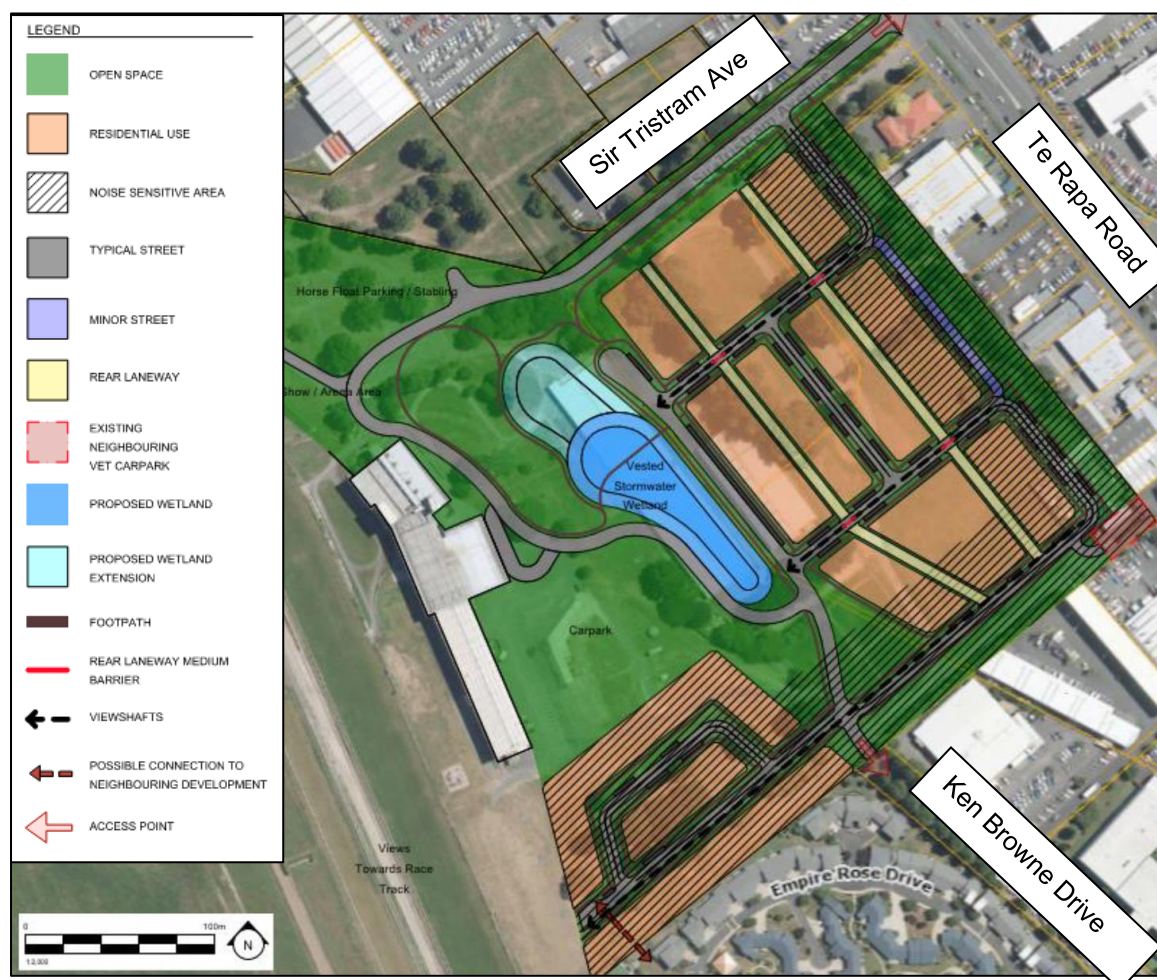 LEGEND
OPEN SPACE
RESIDENTIAL USE
NOISE SENSITIVE AREA
TYPICAL STREET
MINOR STREET
REAR LANEWAY
EXISTING
NEIGHBOURING
VET CARPARK
PROPOSED WETLAND
PROPOSED WETLAND
EXTENSION
FOOTPATH
REAR LANEWAY MEDIUM
BARRIER
VIEWSHAFTS
POSSIBLE CONNECTION TO
NEIGHBOURING DEVELOPMENT
ACCESS POINT
0 100m
1:2,000
N
Sir Tristram Ave
Te Rapa Road
Horse Float Parking / Stabling
Show / Arena Area
Vested
Stormwater
Wetland
Carpark
Views
Towards Race
Track
Ken Browne Drive
Empire Rose Drive